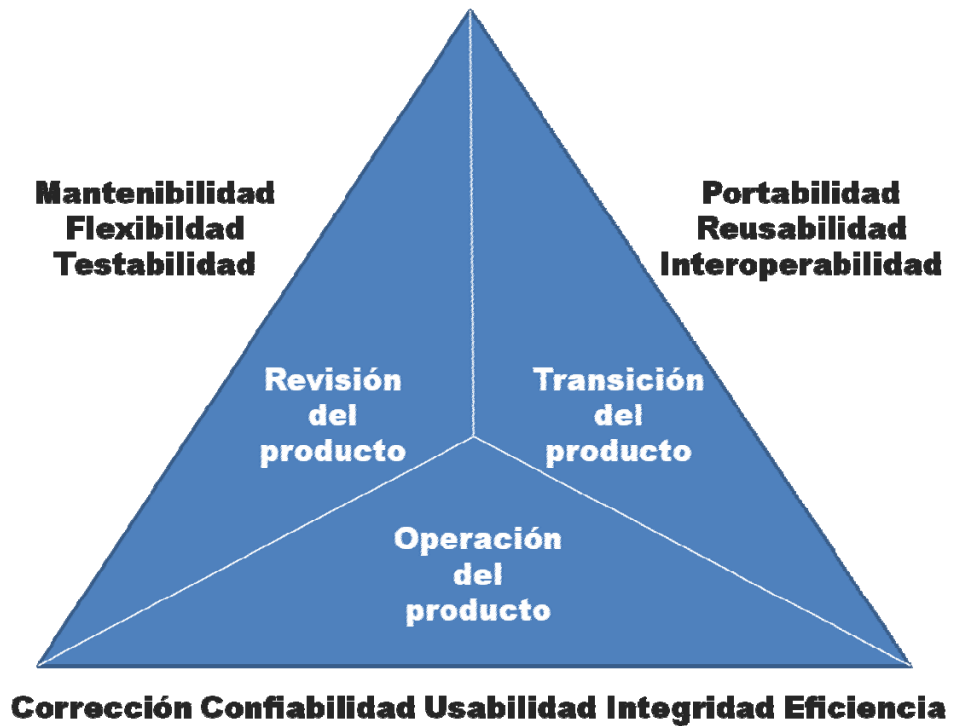 Mantenibilidad
Flexibildad
Testabilidad
Portabilidad
Reusabilidad
Interoperabilidad
Revisión
del
producto
Transición
del
producto
Operación
del
producto
Corrección Confiabilidad Usabilidad Integridad Eficiencia